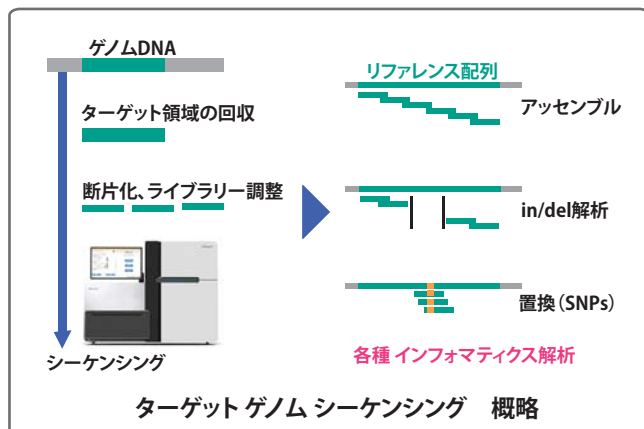 ゲノムDNA
ターゲット領域の回収
断片化、ライブラリー調整
シーケンシング
リファレンス配列
アッセンブル
in/del解析
置換(SNPs)
各種 インフォマティクス解析
ターゲット ゲノム シーケンシング 概略